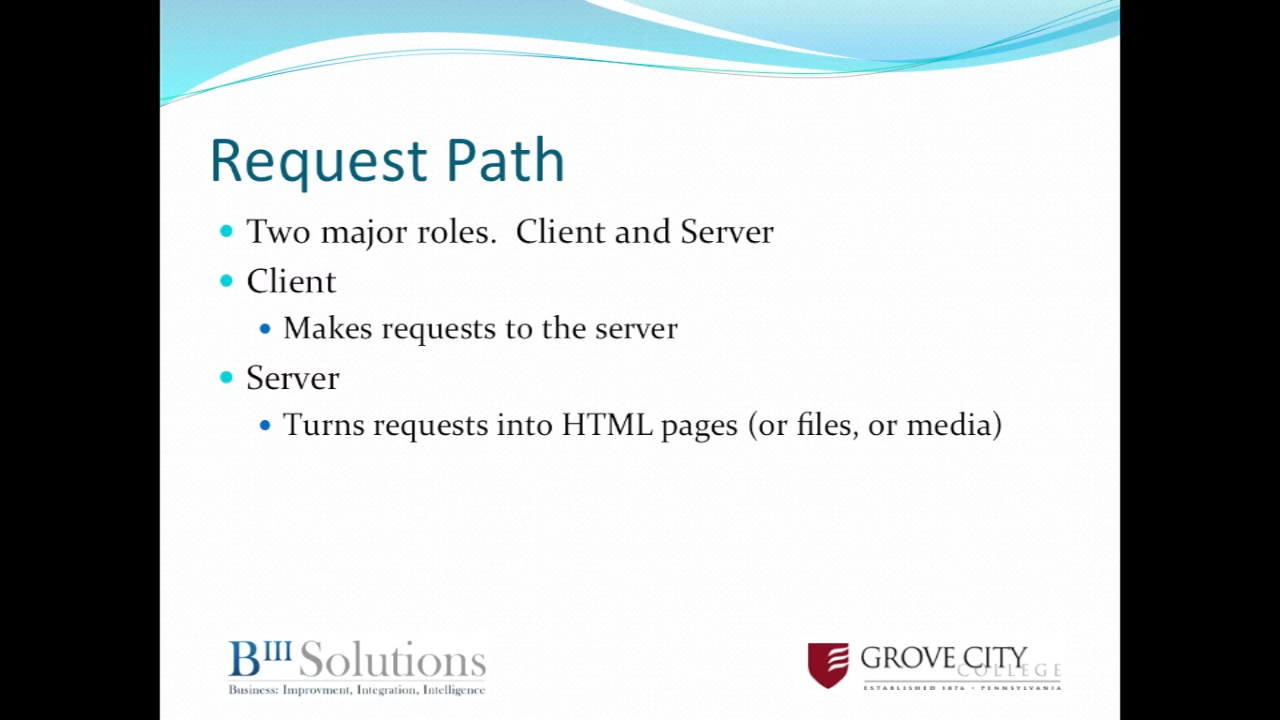 Request Path
Two major roles.  Client and Server
Client
Makes requests to the server
Server
Turns requests into HTML pages (or files, or media)
BIII Solutions
Business: Improvment, Integration, Intelligence
GROVE CITY
COLLEGE
ESTABLISHED 1876 • PENNSYLVANIA